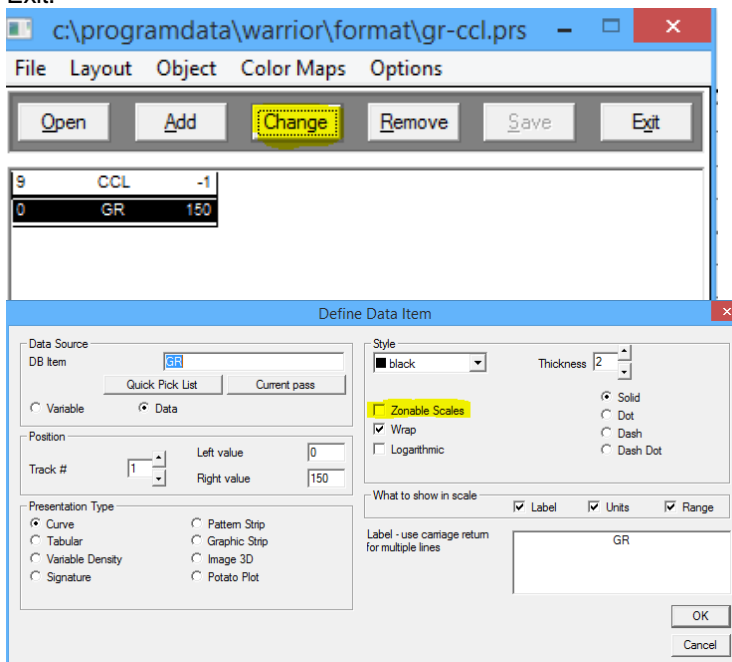 Exit.
c:\programdata\warrior\format\gr-ccl.prs
File Layout Object Color Maps Options
Open Add Change Remove Save Exit
9 CCL -1
0 GR 150
Define Data Item
Data Source
DB Item GR
Quick Pick List Current pass
Variable Data
Position
Track # 1
Left value 0
Right value 150
Presentation Type
Curve Pattern Strip
Tabular Graphic Strip
Variable Density Image 3D
Signature Potato Plot
Style
black Thickness 2
Zonable Scales
Wrap
Logarithmic
Solid
Dot
Dash
Dash Dot
What to show in scale
Label Units Range
Label - use carriage return
for multiple lines
GR
OK
Cancel